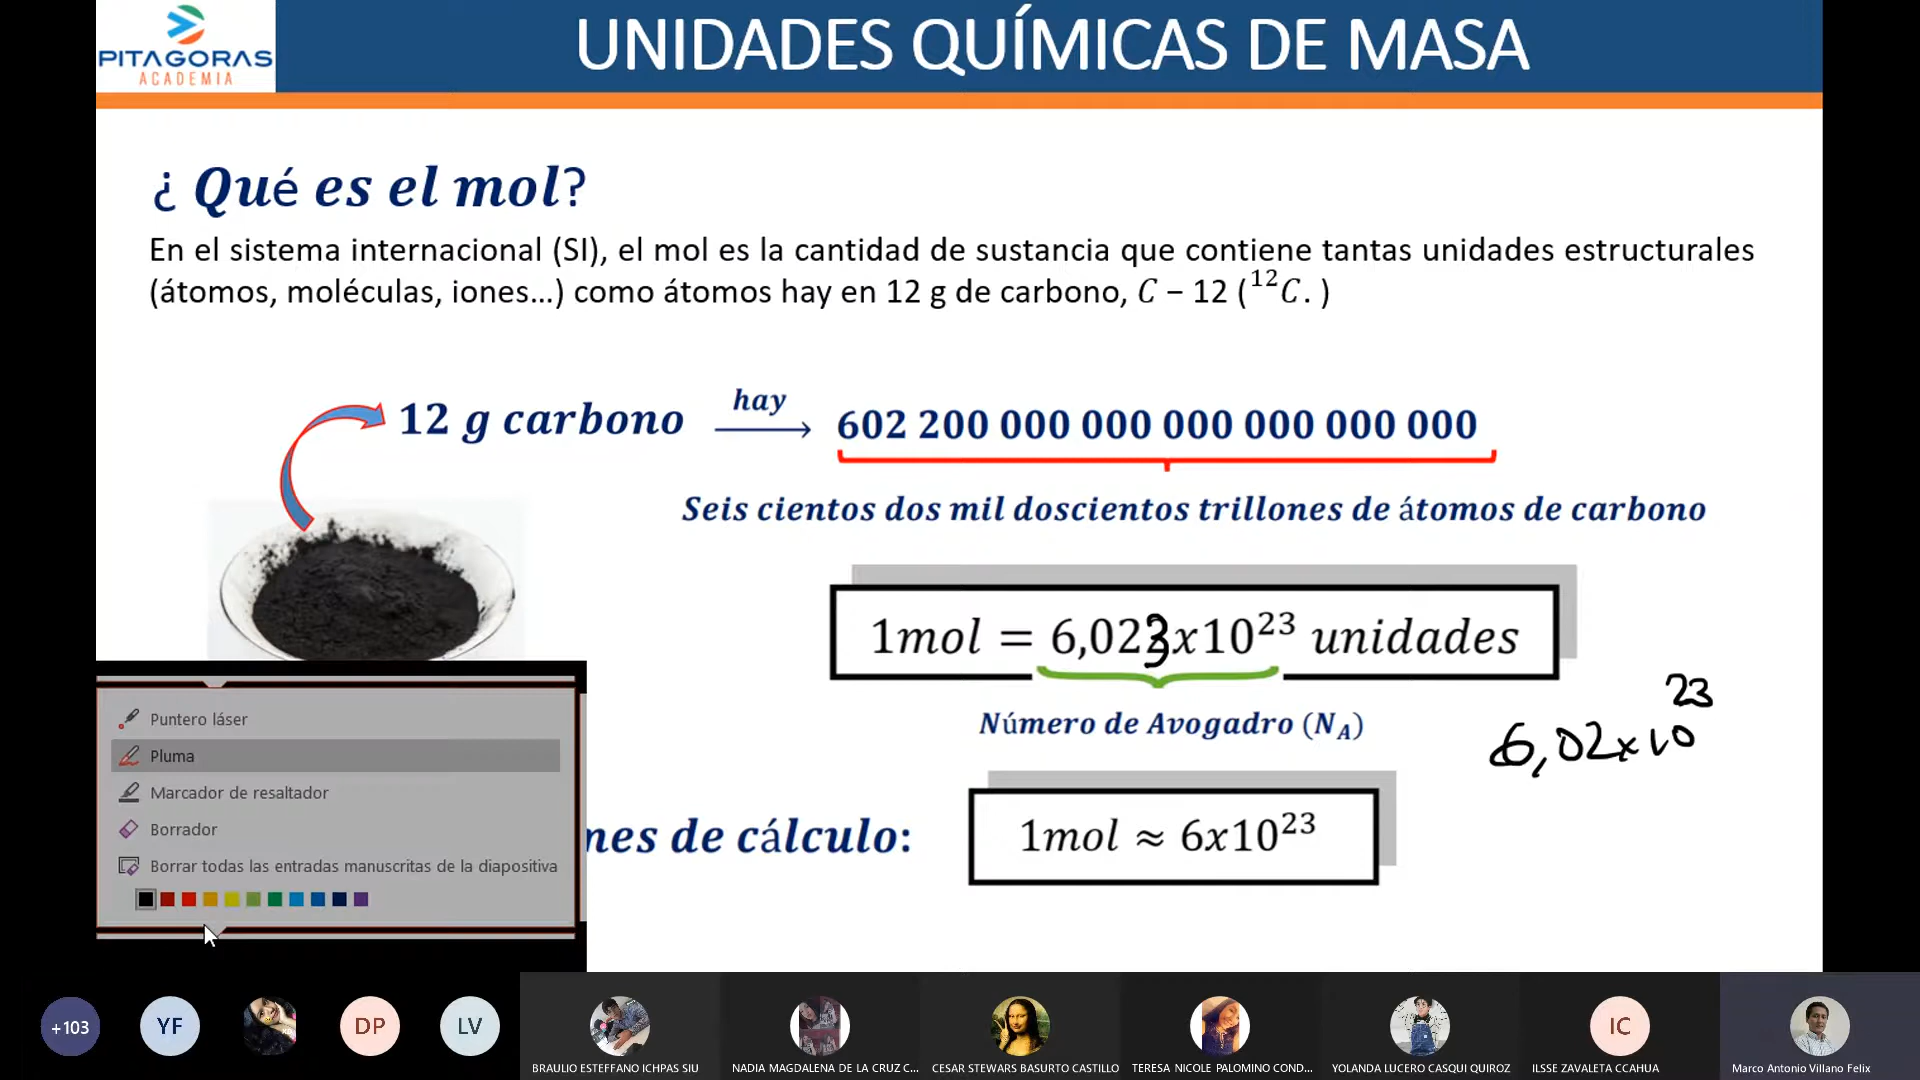 PITAGORAS
ACADEMIA
UNIDADES QUÍMICAS DE MASA
¿ Qué es el mol?
En el sistema internacional (SI), el mol es la cantidad de sustancia que contiene tantas unidades estructurales
(átomos, moléculas, iones...) como átomos hay en 12 g de carbono, C − 12 (¹²C. )
12 g carbono hay → 602 200 000 000 000 000 000 000
Seis cientos dos mil doscientos trillones de átomos de carbono
1mol = 6,023x10²³ unidades
Número de Avogadro (N_A)
6,02x10²³
nes de cálculo:
1mol ≈ 6x10²³
Puntero láser
Pluma
Marcador de resaltador
Borrador
Borrar todas las entradas manuscritas de la diapositiva
+103
YF
DP
LV
IC
BRAULIO ESTEFFANO ICHPAS SIU
NADIA MAGDALENA DE LA CRUZ C...
CESAR STEWARS BASURTO CASTILLO
TERESA NICOLE PALOMINO COND...
YOLANDA LUCERO CASQUI QUIROZ
ILSSE ZAVALETA CCAHUA
Marco Antonio Villano Felix